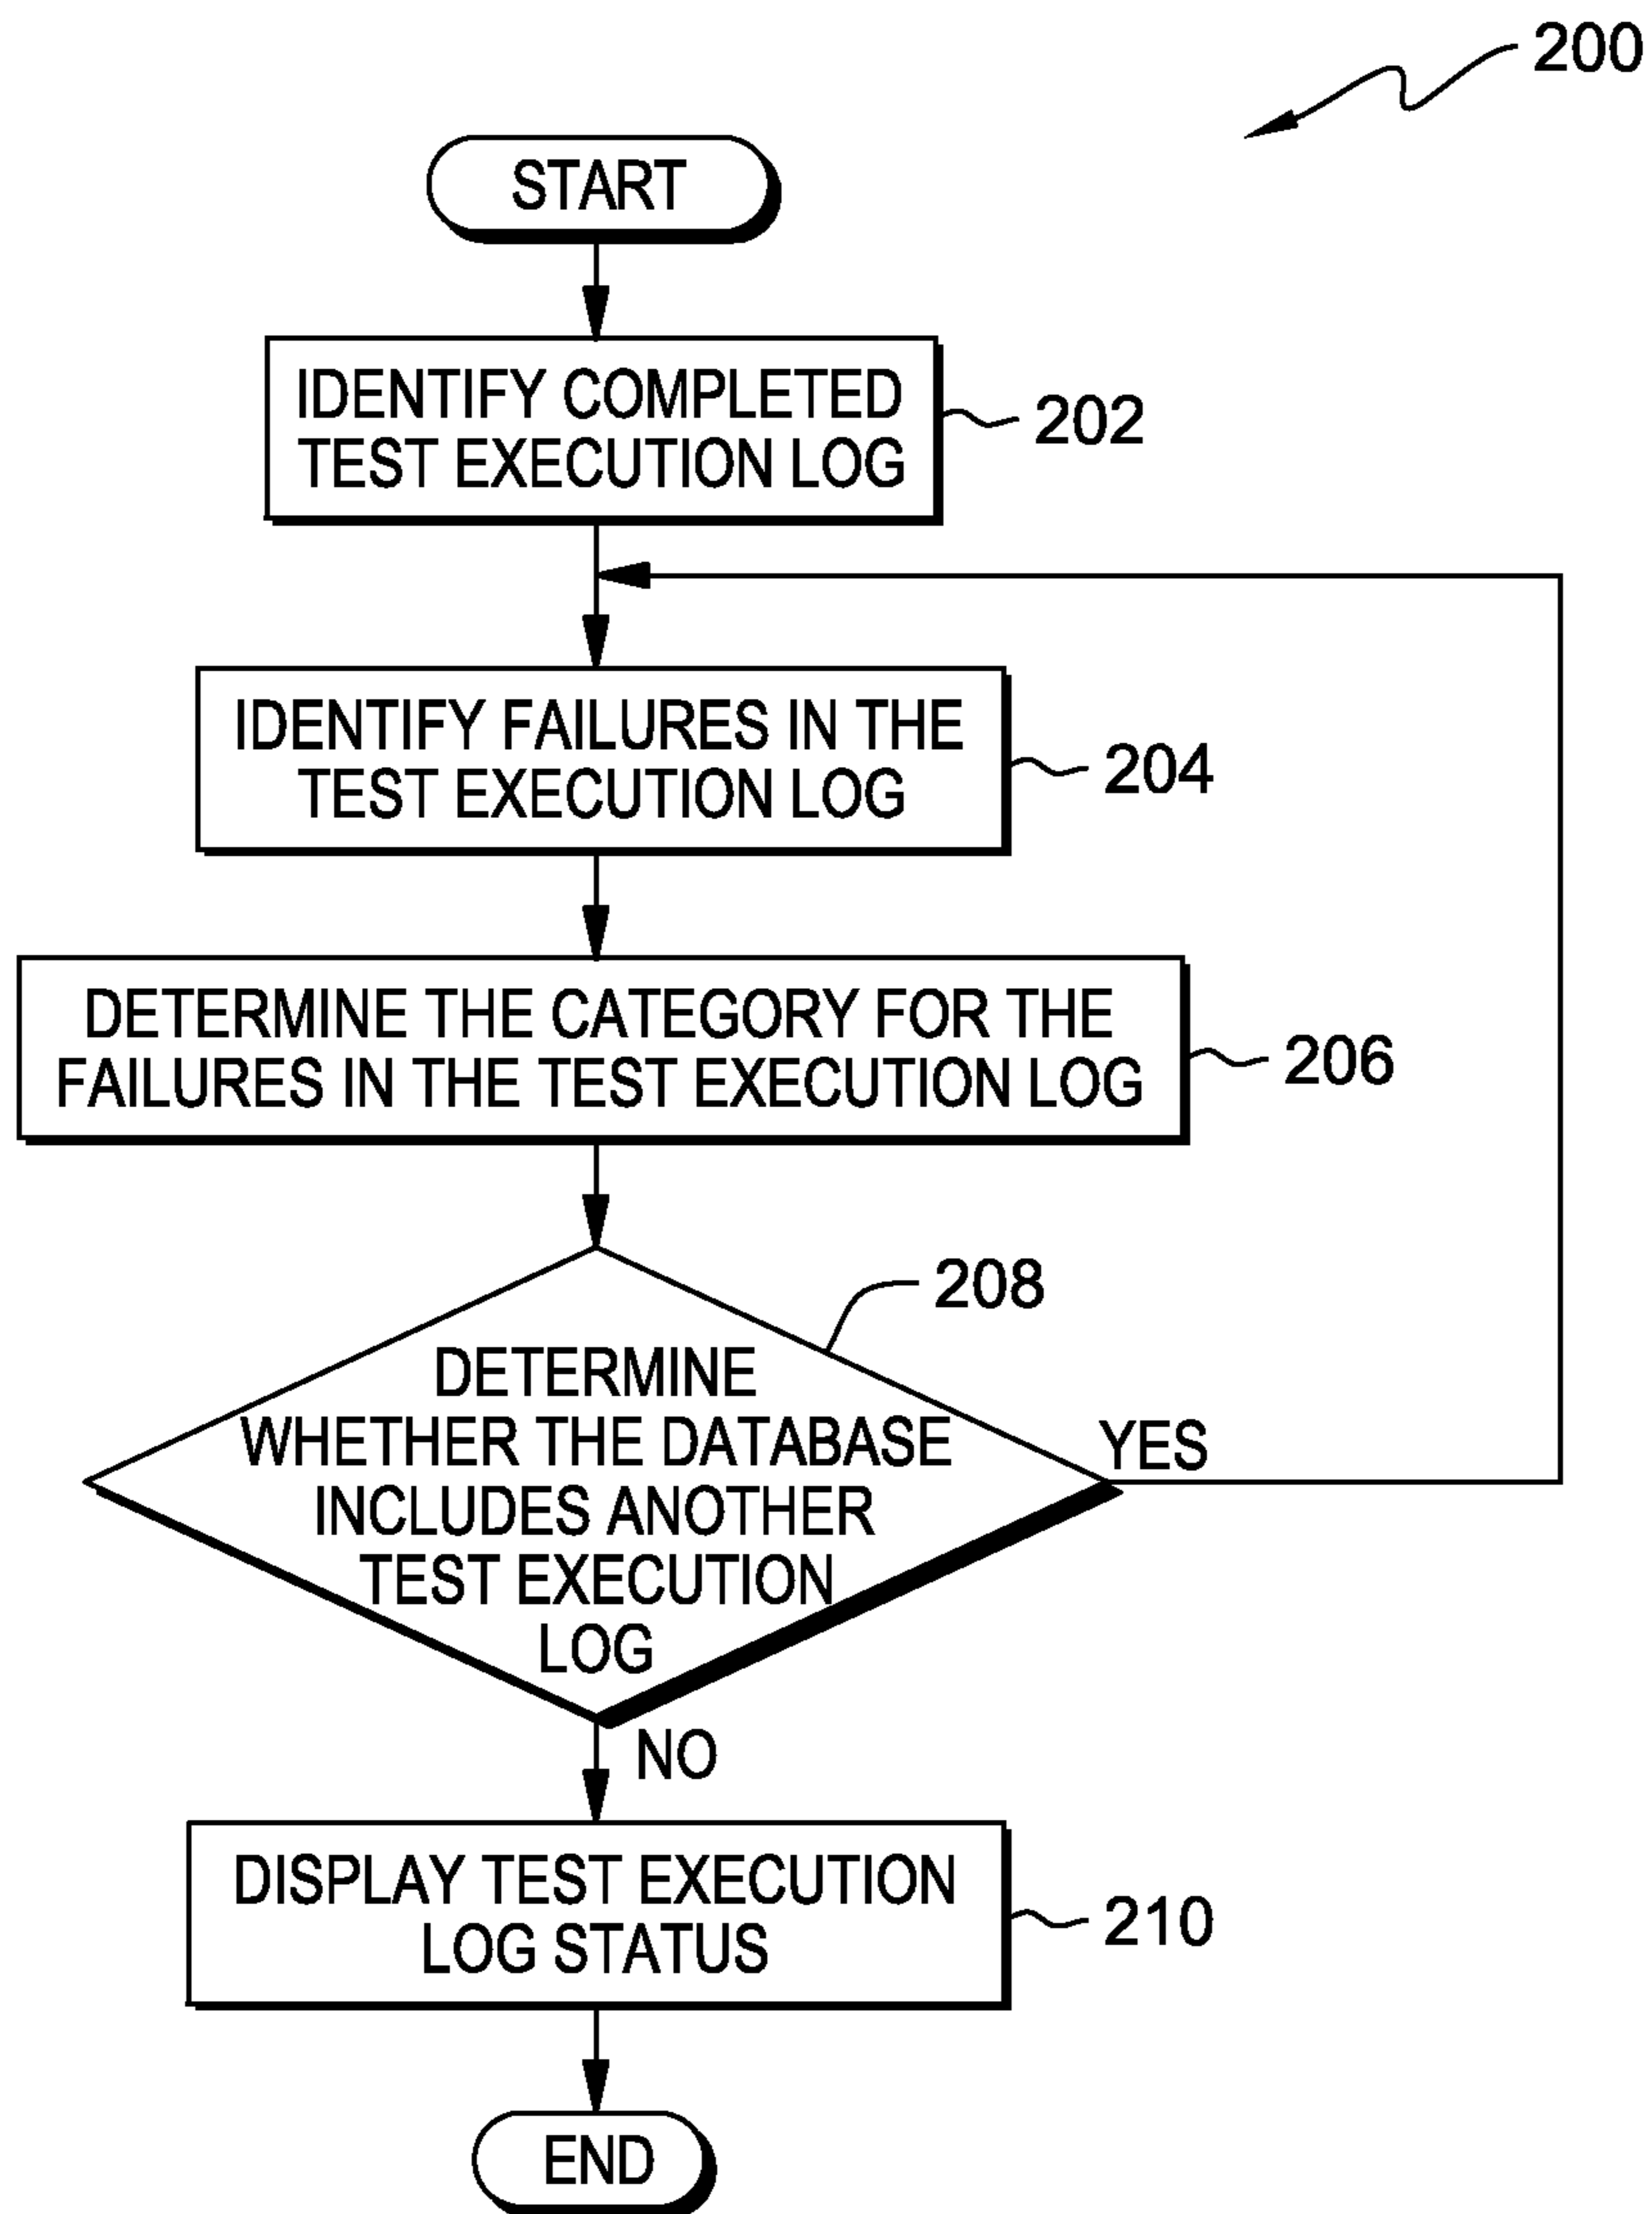 200
START
IDENTIFY COMPLETED
TEST EXECUTION LOG
202
IDENTIFY FAILURES IN THE
TEST EXECUTION LOG
204
DETERMINE THE CATEGORY FOR THE
FAILURES IN THE TEST EXECUTION LOG
206
208
DETERMINE
WHETHER THE DATABASE
INCLUDES ANOTHER
TEST EXECUTION
LOG
YES
NO
DISPLAY TEST EXECUTION
LOG STATUS
210
END